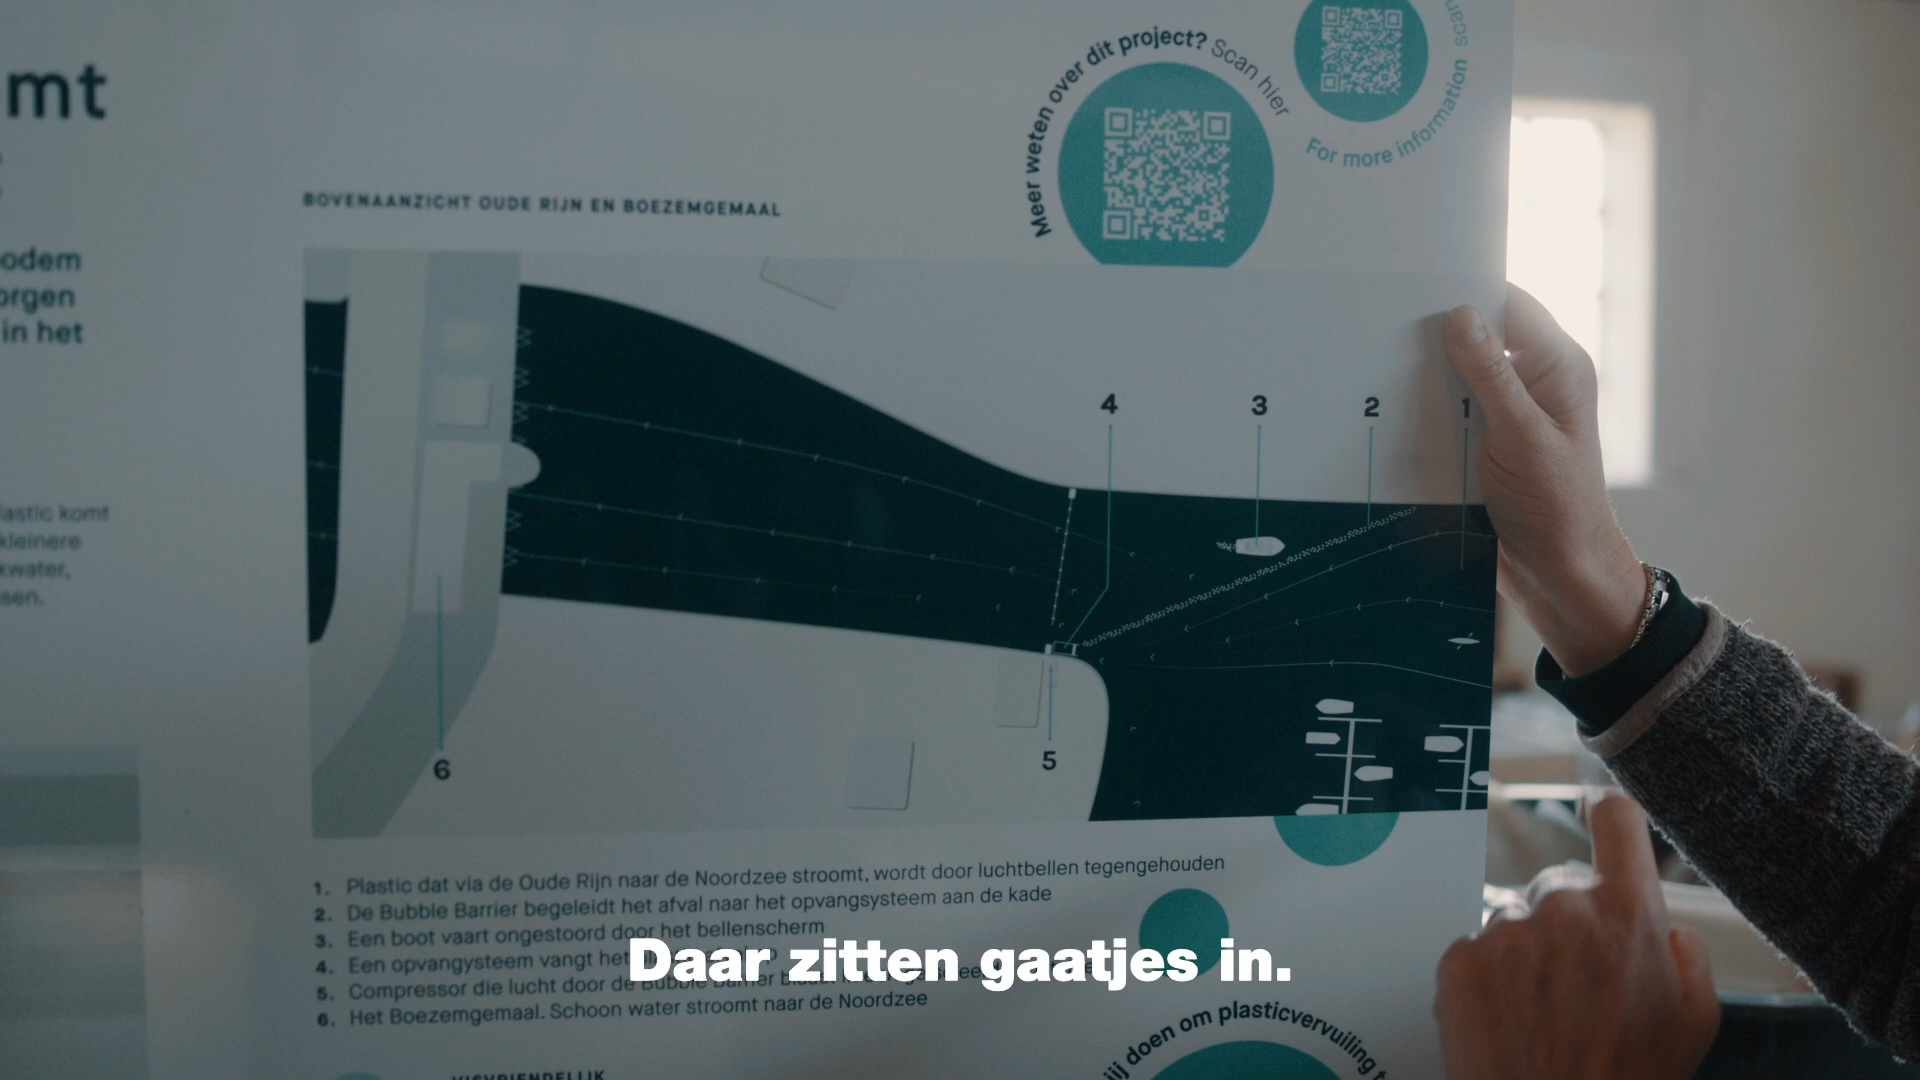 mt
odem
orgen
in het
lastic komt
kleinere
kwater,
sen.
Meer weten over dit project? Scan hier
For more information scan
BOVENAANZICHT OUDE RIJN EN BOEZEMGEMAAL
4 3 2 1
6 5
1. Plastic dat via de Oude Rijn naar de Noordzee stroomt, wordt door luchtbellen tegengehouden
2. De Bubble Barrier begeleidt het afval naar het opvangsysteem aan de kade
3. Een boot vaart ongestoord door het bellenscherm
4. Een opvangsyteem vangt het
5. Compressor die lucht door de Bubble Barrier
6. Het Boezemgemaal. Schoon water stroomt naar de Noordzee
Daar zitten gaatjes in.
doen om plasticvervuiling
VISVRIENDELIJK